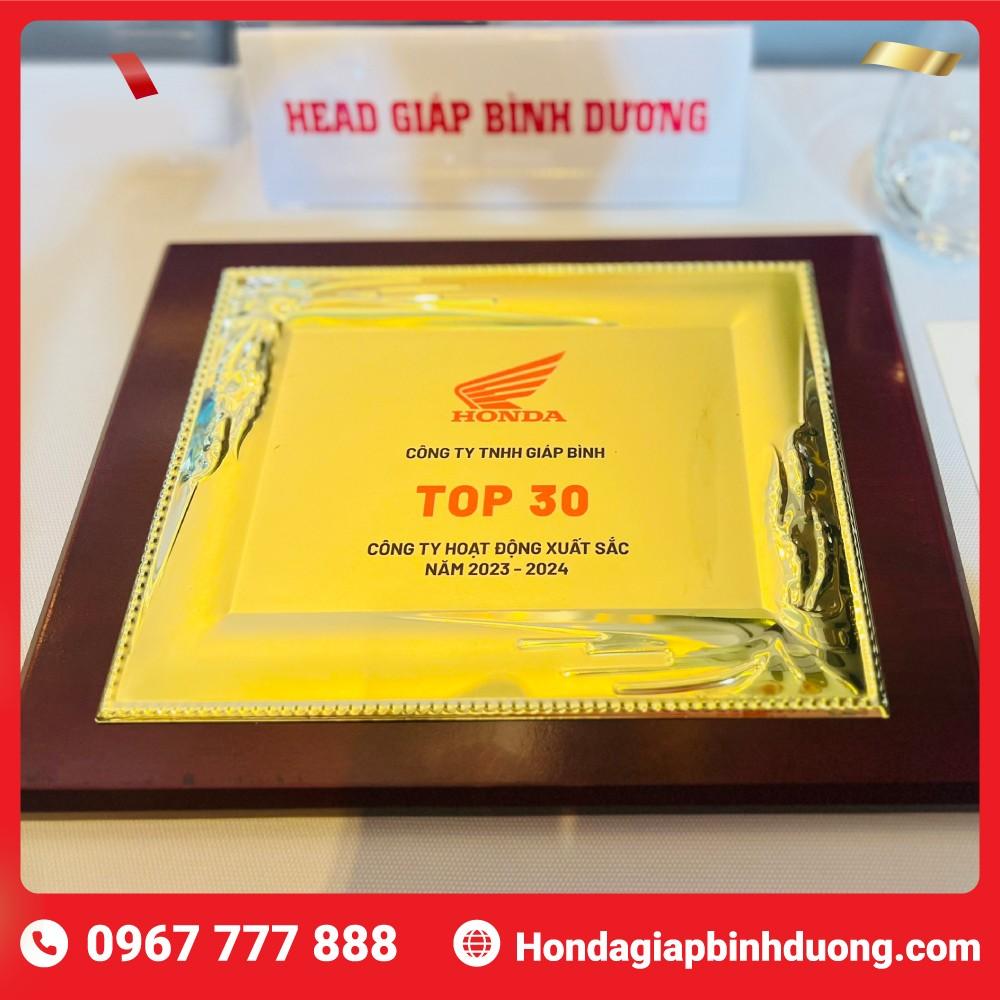 HEAD GIÁP BÌNH DƯƠNG
HONDA
CÔNG TY TNHH GIÁP BÌNH
TOP 30
CÔNG TY HOẠT ĐỘNG XUẤT SẮC
NĂM 2023 - 2024
0967 777 888
Hondagiapbinhduong.com